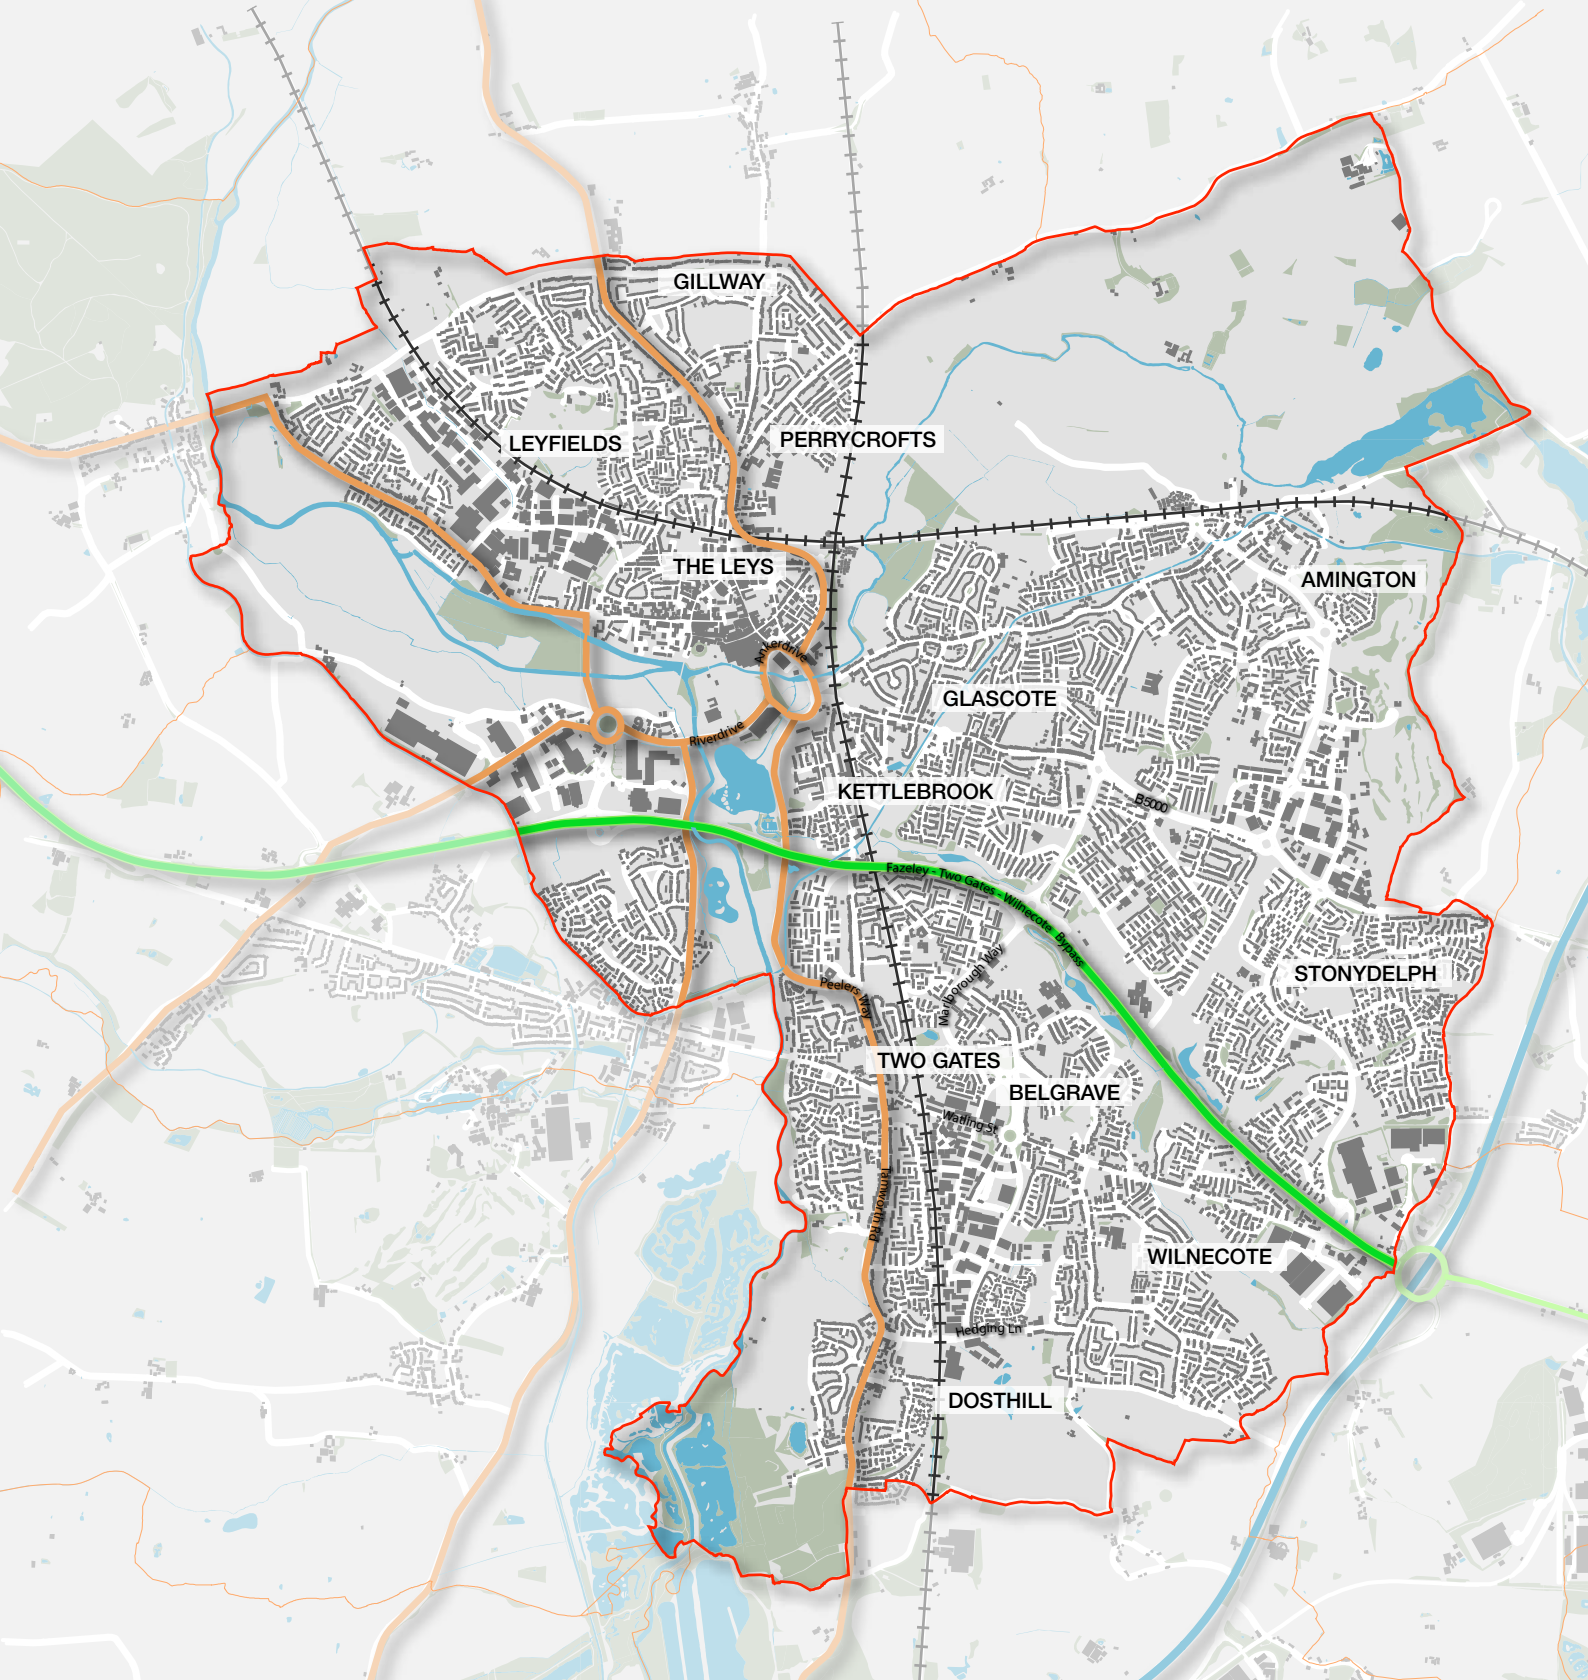 GILLWAY
PERRYCROFTS
LEYFIELDS
THE LEYS
AMINGTON
Ankerdrive
GLASCOTE
Riverdrive
KETTLEBROOK
B5000
Fazeley - Two Gates - Wilnecote Bypass
Marlborough Way
STONYDELPH
Peelers Way
TWO GATES
BELGRAVE
Watling St
Tamworth Rd
WILNECOTE
Hedging Ln
DOSTHILL